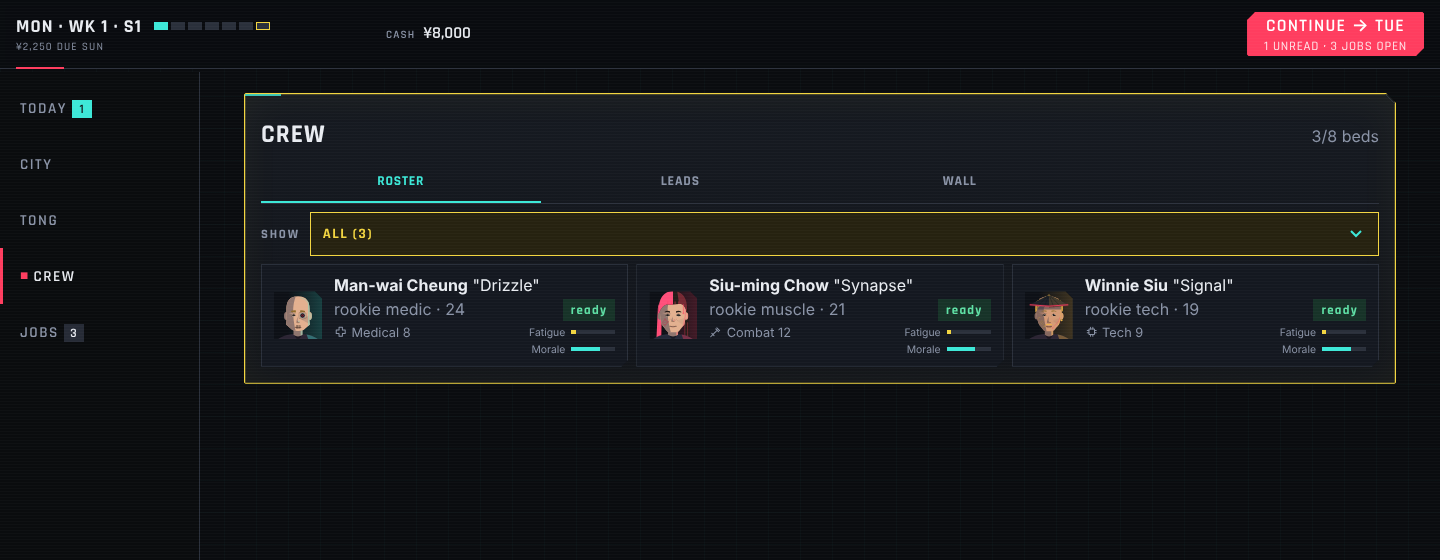 MON · WK 1 · S1
¥2,250 DUE SUN
CASH ¥8,000
CONTINUE → TUE
1 UNREAD · 3 JOBS OPEN
TODAY 1
CITY
TONG
CREW
JOBS 3
CREW
3/8 beds
ROSTER LEADS WALL
SHOW ALL (3)
Man-wai Cheung "Drizzle"
rookie medic · 24
ready
Medical 8
Fatigue
Morale
Siu-ming Chow "Synapse"
rookie muscle · 21
ready
Combat 12
Fatigue
Morale
Winnie Siu "Signal"
rookie tech · 19
ready
Tech 9
Fatigue
Morale